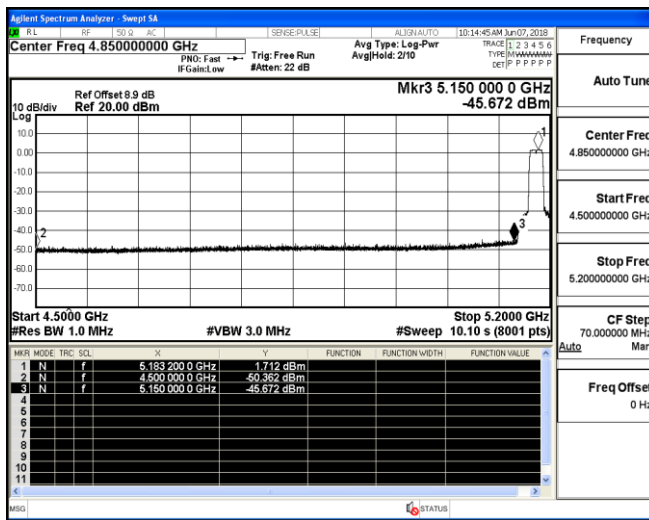 Agilent Spectrum Analyzer - Swept SA
RL RF 50 Ω AC SENSE:PULSE ALIGNAUTO 10:14:45 AM Jun 07, 2018
Center Freq 4.850000000 GHz
PNO: Fast
IFGain:Low
Trig: Free Run
#Atten: 22 dB
Avg Type: Log-Pwr
Avg|Hold: 2/10
TRACE 1 2 3 4 5 6
TYPE MWWWWW
DET P P P P P P
Ref Offset 8.9 dB
10 dB/div Ref 20.00 dBm
Log
Mkr3 5.150 000 0 GHz
-45.672 dBm
10.0
0.00
-10.0
-20.0
-30.0
-40.0
-50.0
-60.0
-70.0
1
2
3
Start 4.5000 GHz Stop 5.2000 GHz
#Res BW 1.0 MHz #VBW 3.0 MHz #Sweep 10.10 s (8001 pts)
MKR MODE TRC SCL X Y FUNCTION FUNCTION WIDTH FUNCTION VALUE
1 N f 5.183 200 0 GHz 1.712 dBm
2 N f 4.500 000 0 GHz -50.362 dBm
3 N f 5.150 000 0 GHz -45.672 dBm
4
5
6
7
8
9
10
11
MSG STATUS
Frequency
Auto Tune
Center Freq
4.850000000 GHz
Start Freq
4.500000000 GHz
Stop Freq
5.200000000 GHz
CF Step
70.000000 MHz
Auto Man
Freq Offset
0 Hz